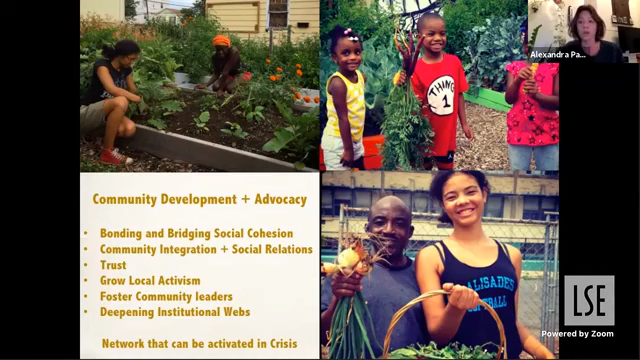 Alexandra Pa...
THING
1
PALISADES
SOFTBALL
Community Development + Advocacy
• Bonding and Bridging Social Cohesion
• Community Integration + Social Relations
• Trust
• Grow Local Activism
• Foster Community leaders
• Deepening Institutional Webs
Network that can be activated in Crisis
LSE
Powered by Zoom